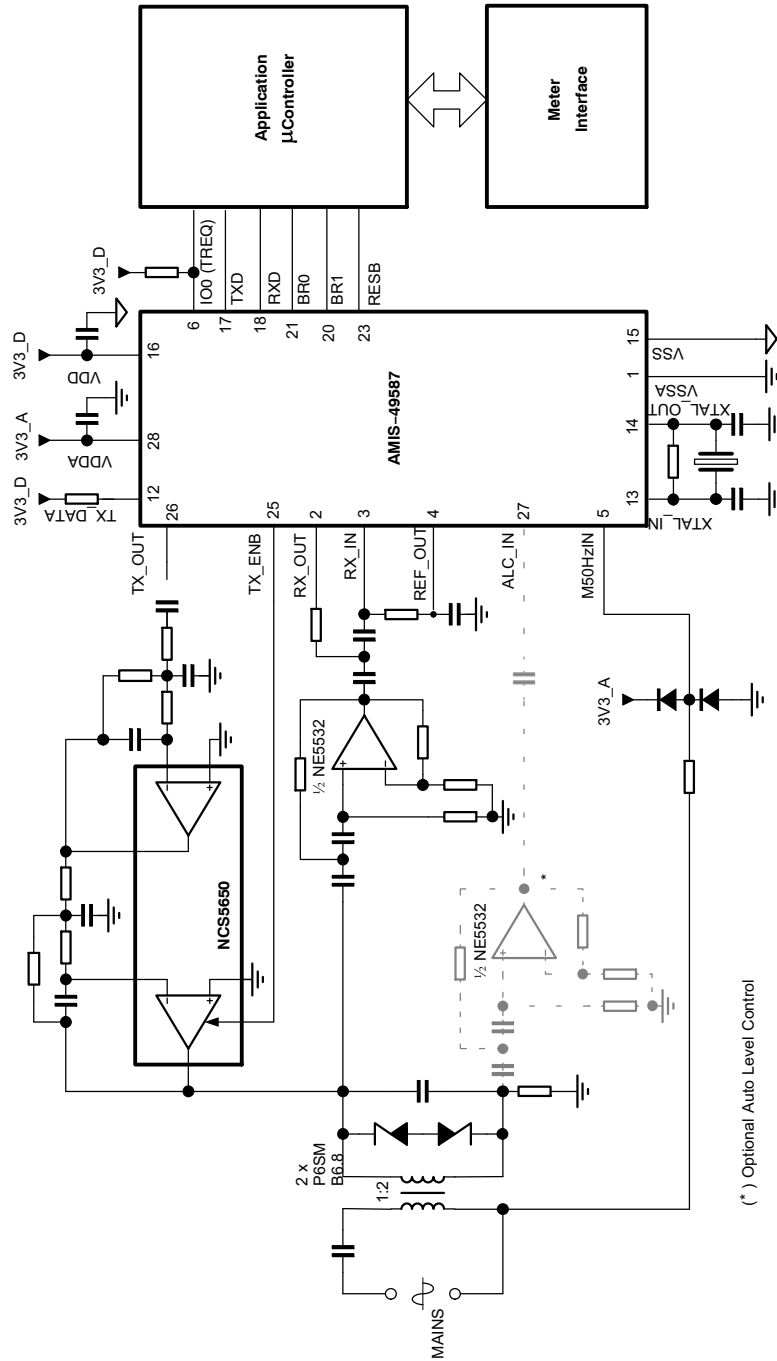 Application
µController
Meter
Interface
3V3_D
IO0 (TREQ)
TXD
RXD
BR0
BR1
RESB
6
17
18
21
20
23
3V3_D
VDD
16
3V3_A
VDDA
28
3V3_D
TX_DATA
12
AMIS−49587
15
VSS
1
VSSA
14
XTAL_OUT
13
XTAL_IN
26
25
2
3
4
27
5
TX_OUT
TX_ENB
RX_OUT
RX_IN
REF_OUT
ALC_IN
M50HzIN
−
+
−
+
NCS5650
+
−
½ NE5532
+
−
½ NE5532
*
3V3_A
2 x
P6SM
B6.8
1:2
MAINS
(*) Optional Auto Level Control